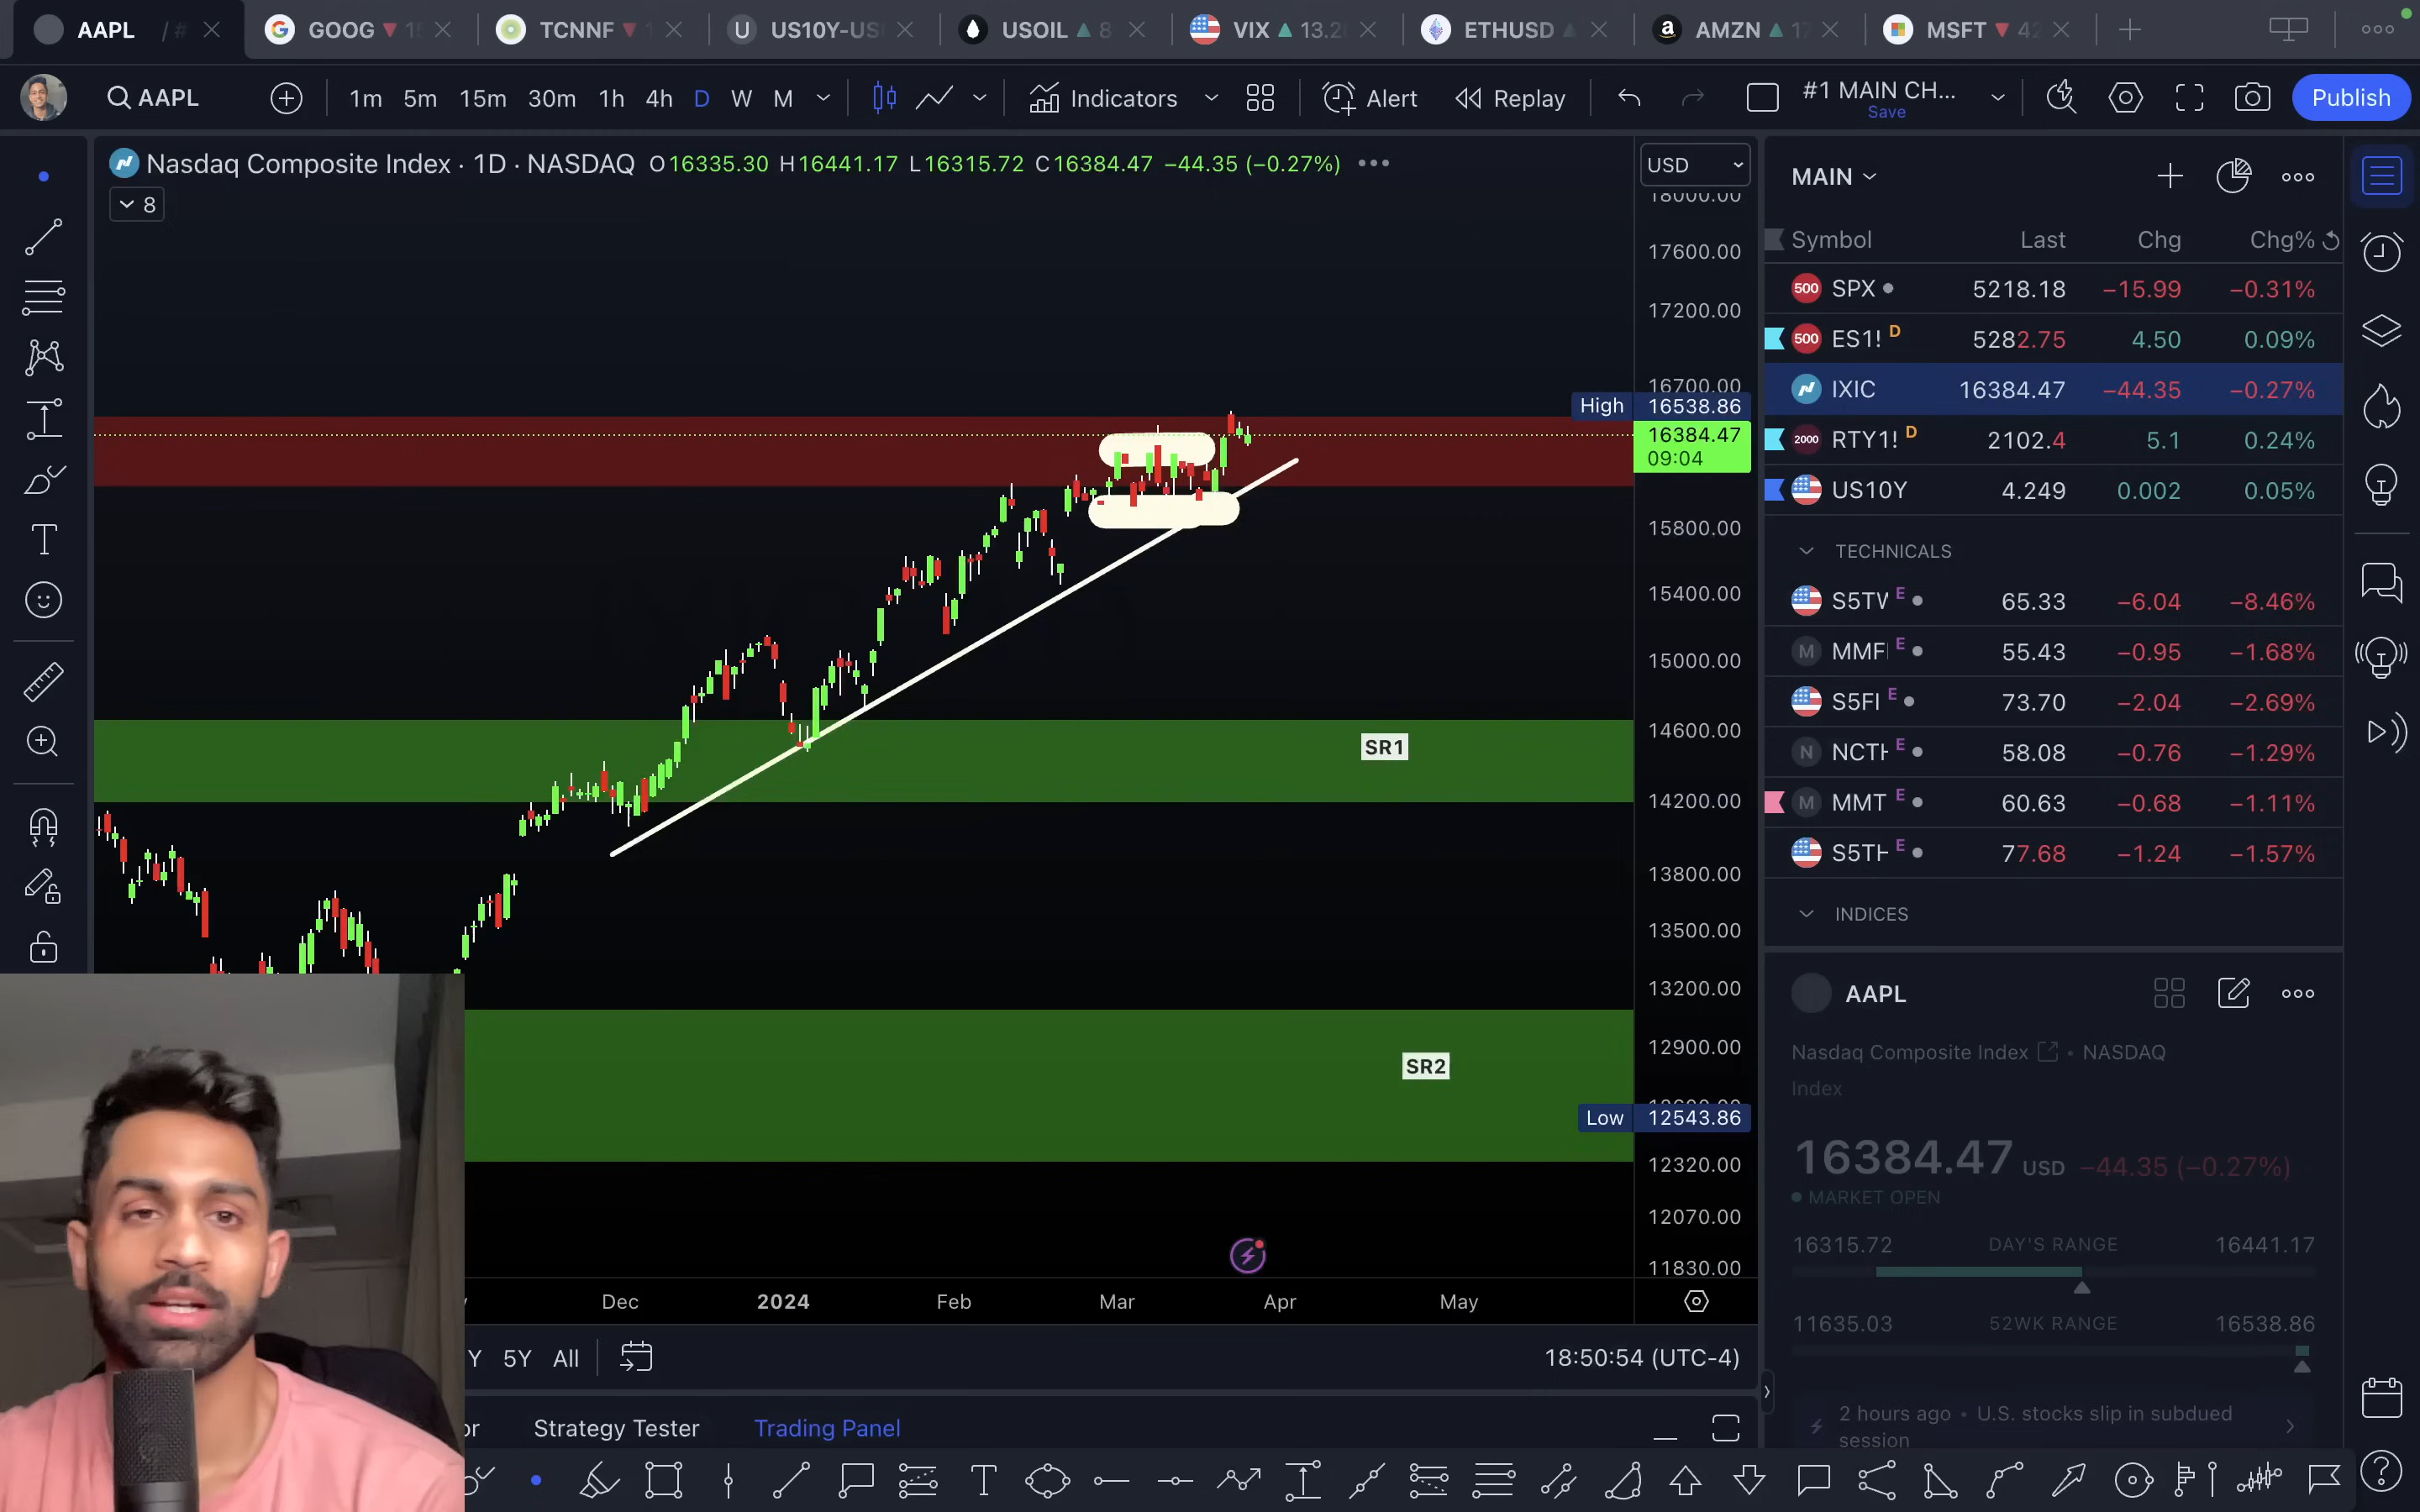 AAPL
GOOG
TCNNF
US10Y-US
USOIL 8
VIX 13.2
ETHUSD
AMZN 17
MSFT 42
AAPL 1m 5m 15m 30m 1h 4h D W M Indicators Alert Replay #1 MAIN CH... Save Publish
Nasdaq Composite Index · 1D · NASDAQ O16335.30 H16441.17 L16315.72 C16384.47 −44.35 (−0.27%)
8
USD
18000.00
17600.00
17200.00
16700.00
High 16538.86
16384.47
09:04
15800.00
15400.00
15000.00
14600.00
14200.00
13800.00
13500.00
13200.00
12900.00
Low 12543.86
12320.00
12070.00
11830.00
SR1
SR2
Dec 2024 Feb Mar Apr May
Y 5Y All 18:50:54 (UTC-4)
or Strategy Tester Trading Panel
MAIN
Symbol Last Chg Chg%
500 SPX 5218.18 −15.99 −0.31%
500 ES1! D 5282.75 4.50 0.09%
IXIC 16384.47 −44.35 −0.27%
2000 RTY1! D 2102.4 5.1 0.24%
US10Y 4.249 0.002 0.05%
TECHNICALS
S5TW E 65.33 −6.04 −8.46%
M MMF E 55.43 −0.95 −1.68%
S5FI E 73.70 −2.04 −2.69%
N NCTH E 58.08 −0.76 −1.29%
M MMT E 60.63 −0.68 −1.11%
S5TH E 77.68 −1.24 −1.57%
INDICES
AAPL
Nasdaq Composite Index • NASDAQ
Index
16384.47 USD −44.35 (−0.27%)
MARKET OPEN
16315.72 DAY'S RANGE 16441.17
11635.03 52WK RANGE 16538.86
2 hours ago • U.S. stocks slip in subdued
session